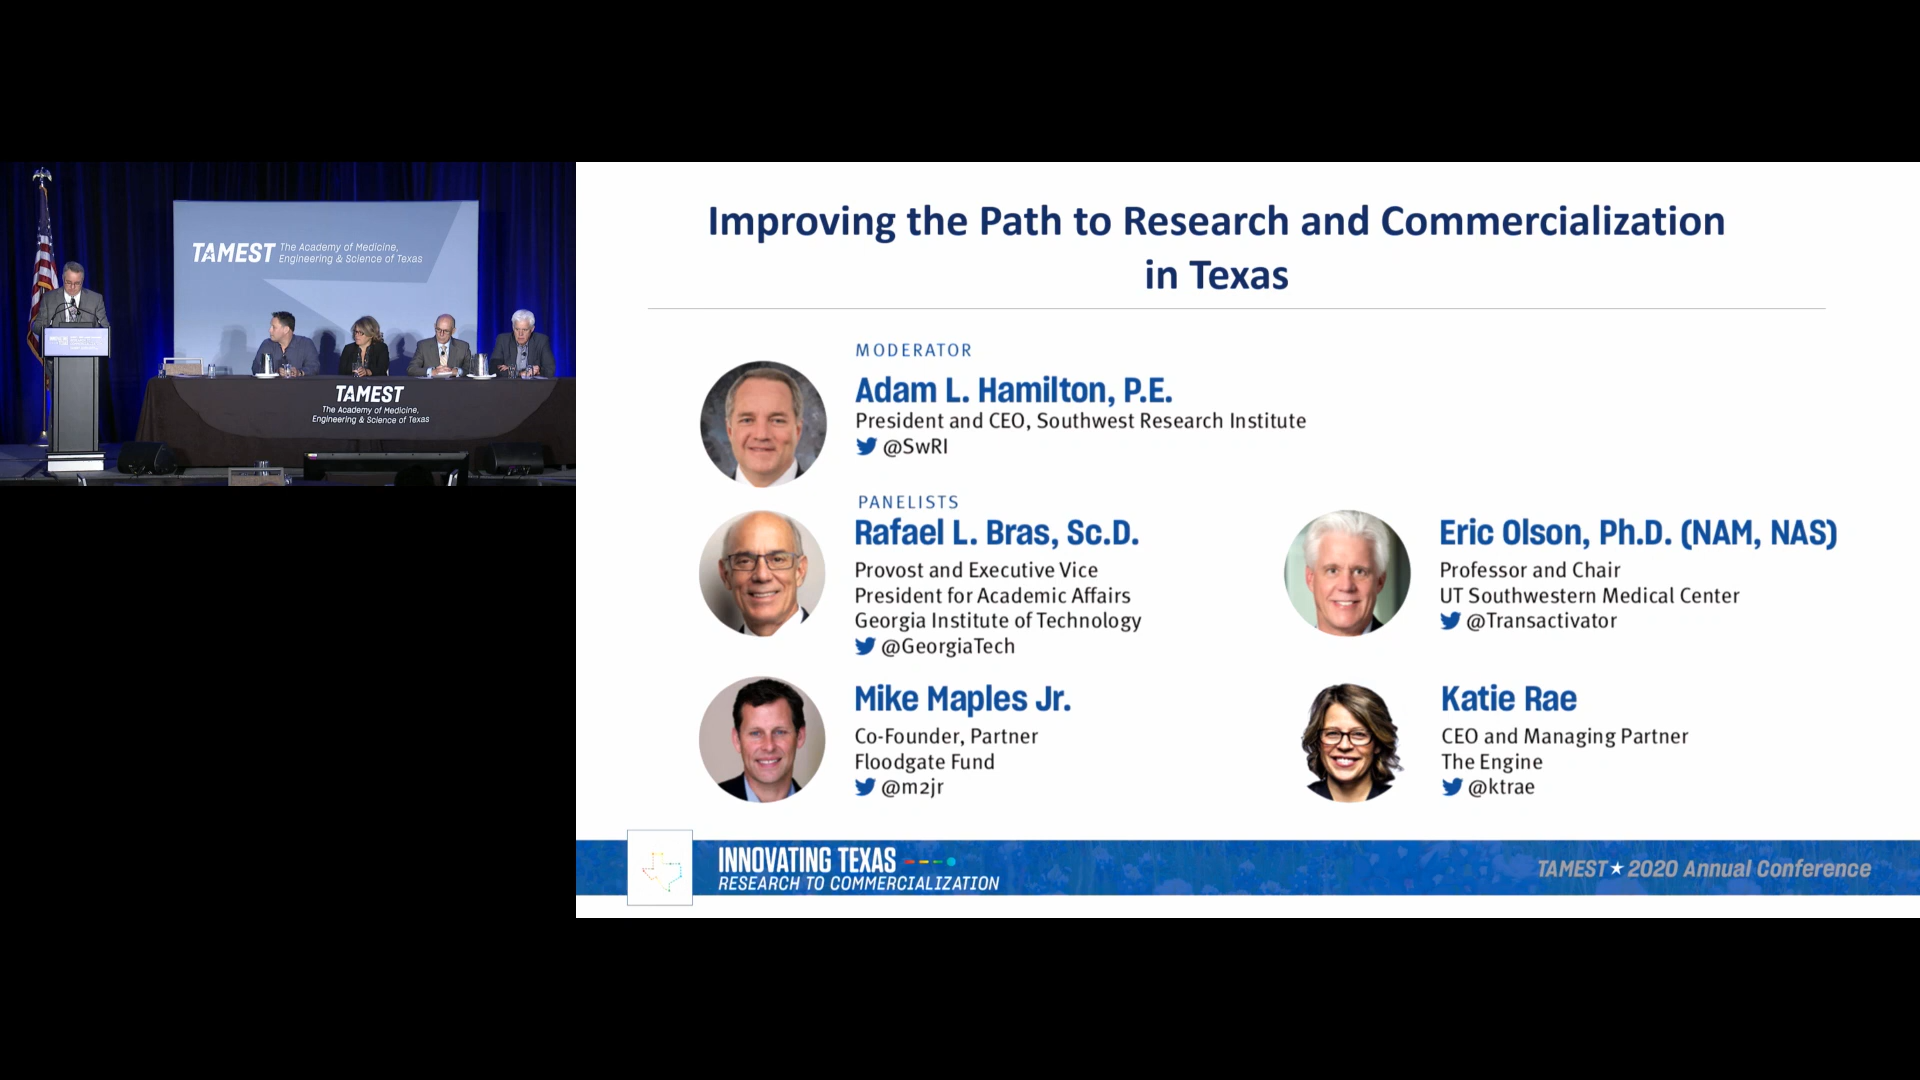 TAMEST The Academy of Medicine,
Engineering & Science of Texas
TAMEST
The Academy of Medicine,
Engineering & Science of Texas
Improving the Path to Research and Commercialization
in Texas
MODERATOR
Adam L. Hamilton, P.E.
President and CEO, Southwest Research Institute
@SwRI
PANELISTS
Rafael L. Bras, Sc.D.
Provost and Executive Vice
President for Academic Affairs
Georgia Institute of Technology
@GeorgiaTech
Eric Olson, Ph.D. (NAM, NAS)
Professor and Chair
UT Southwestern Medical Center
@Transactivator
Mike Maples Jr.
Co-Founder, Partner
Floodgate Fund
@m2jr
Katie Rae
CEO and Managing Partner
The Engine
@ktrae
INNOVATING TEXAS
RESEARCH TO COMMERCIALIZATION
TAMEST★2020 Annual Conference